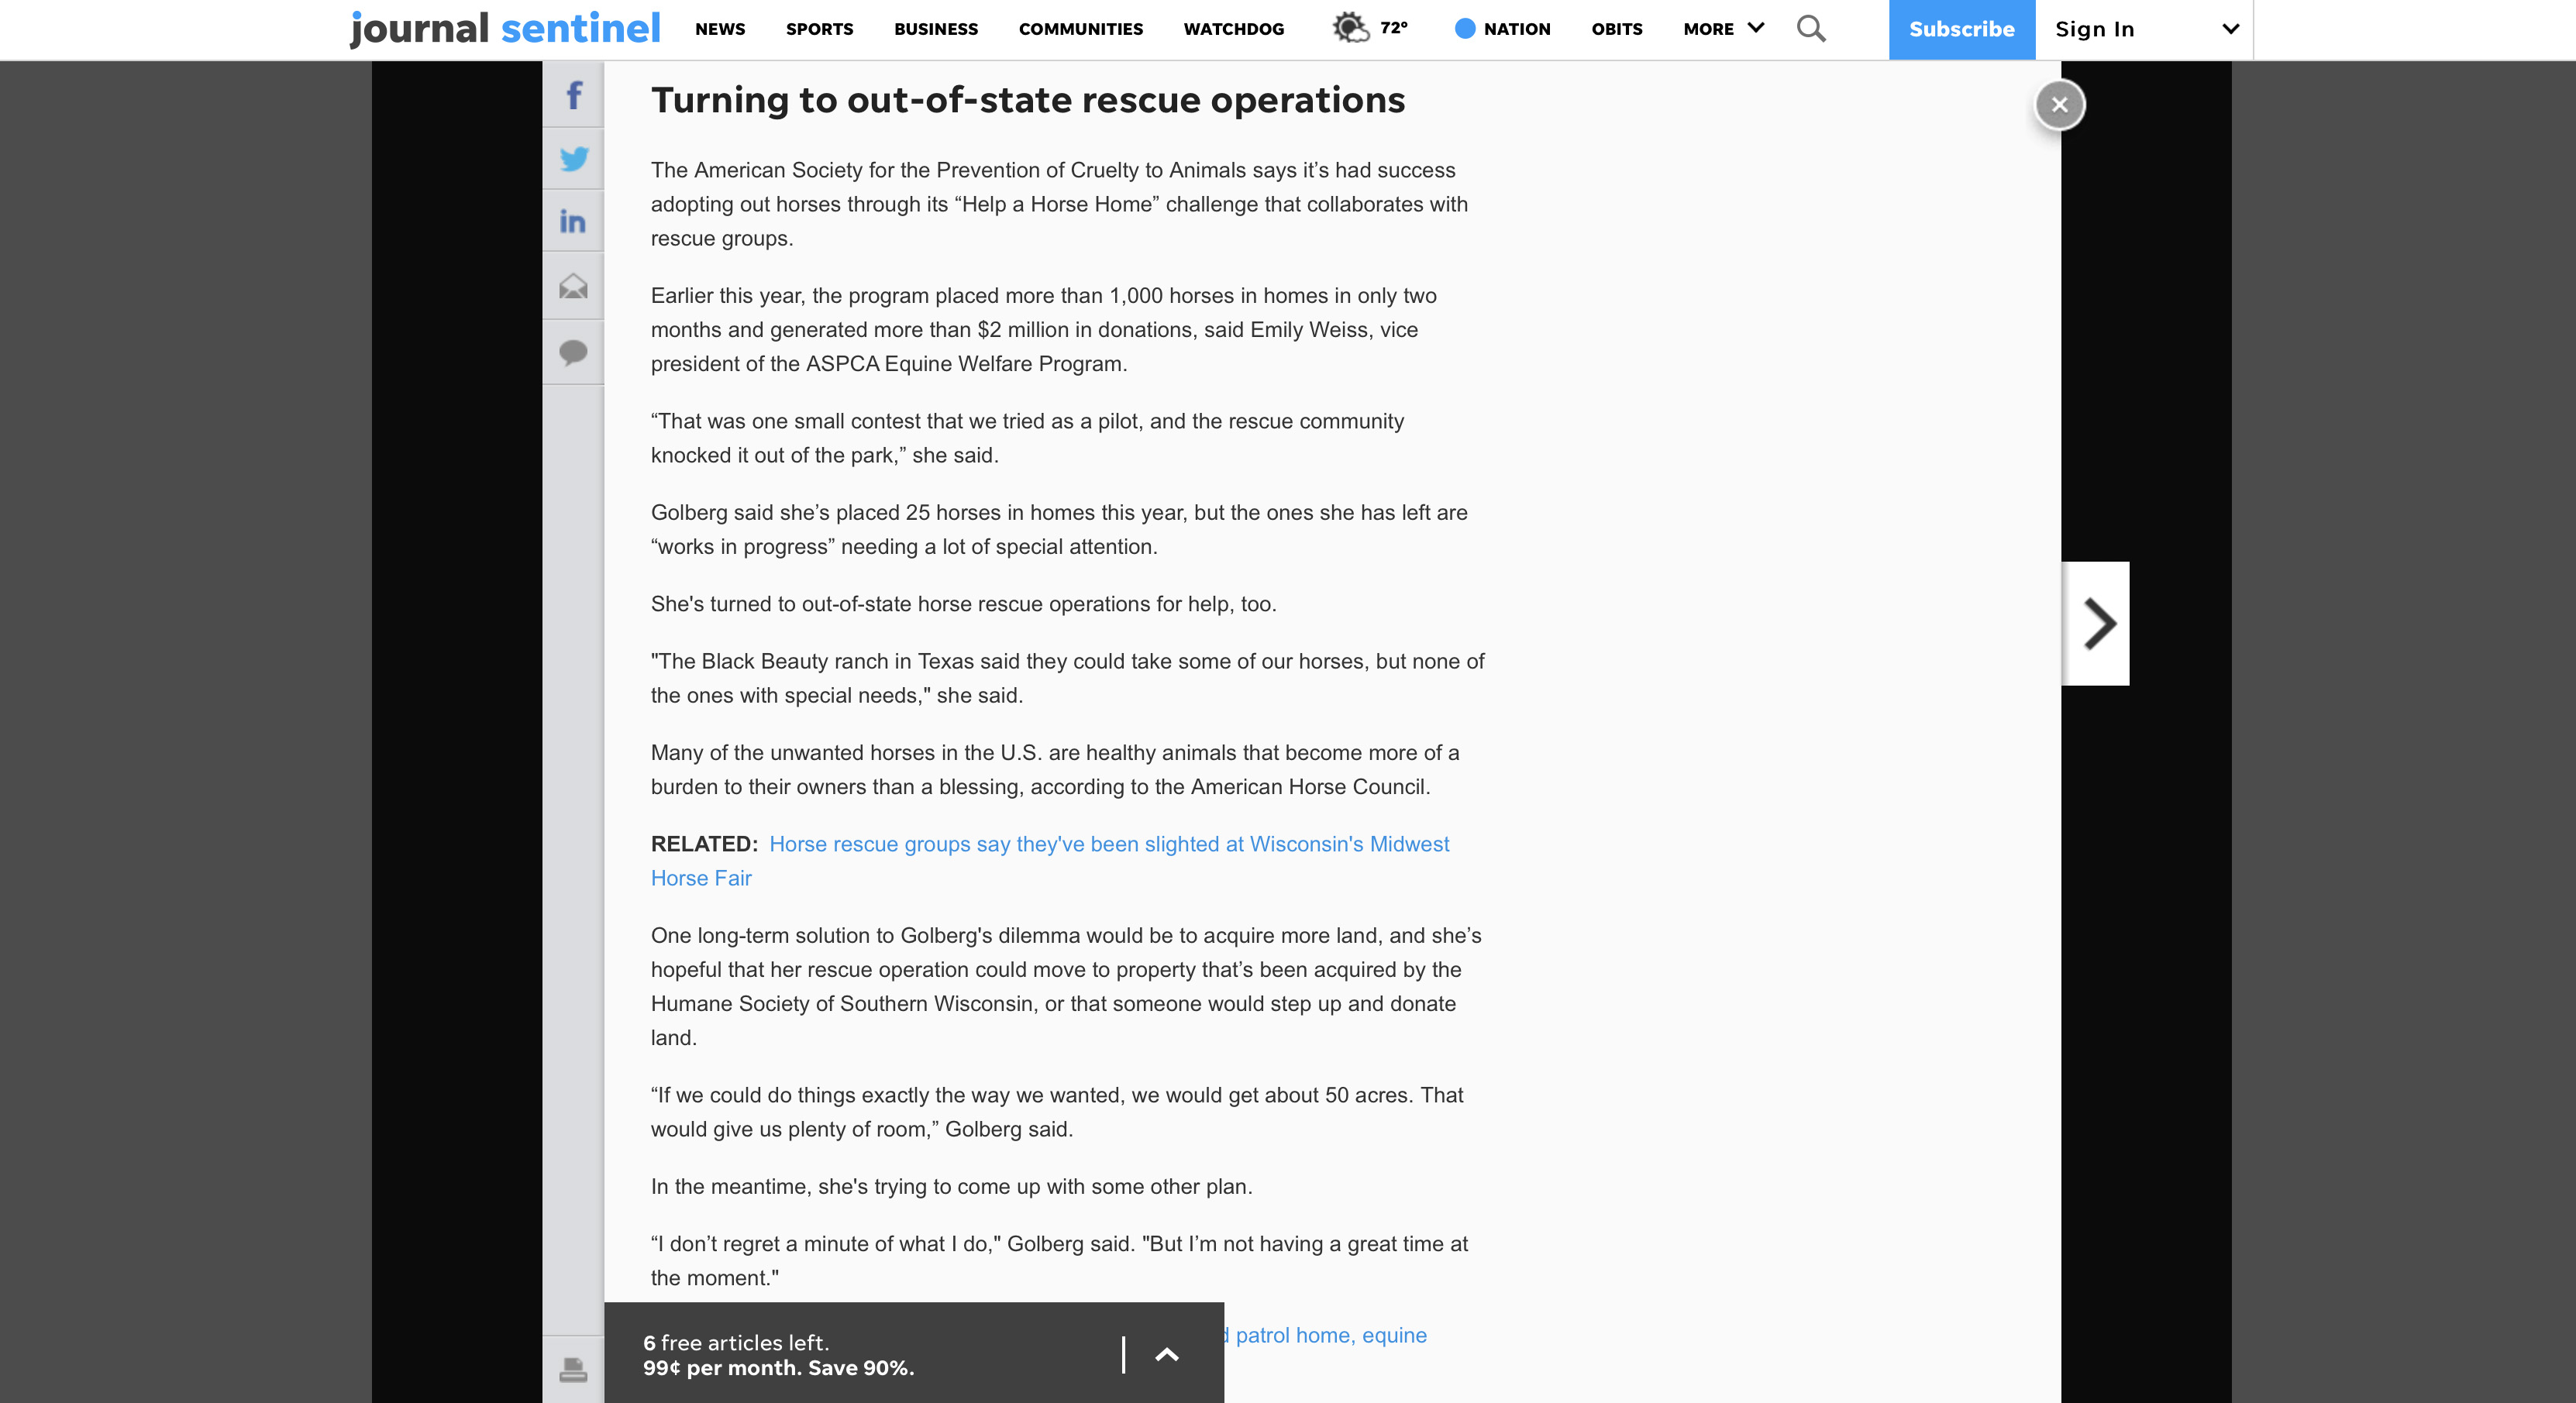 journal sentinel NEWS SPORTS BUSINESS COMMUNITIES WATCHDOG 72° NATION OBITS MORE Subscribe Sign In
Turning to out-of-state rescue operations
The American Society for the Prevention of Cruelty to Animals says it’s had success
adopting out horses through its “Help a Horse Home” challenge that collaborates with
rescue groups.
Earlier this year, the program placed more than 1,000 horses in homes in only two
months and generated more than $2 million in donations, said Emily Weiss, vice
president of the ASPCA Equine Welfare Program.
“That was one small contest that we tried as a pilot, and the rescue community
knocked it out of the park,” she said.
Golberg said she’s placed 25 horses in homes this year, but the ones she has left are
“works in progress” needing a lot of special attention.
She's turned to out-of-state horse rescue operations for help, too.
"The Black Beauty ranch in Texas said they could take some of our horses, but none of
the ones with special needs," she said.
Many of the unwanted horses in the U.S. are healthy animals that become more of a
burden to their owners than a blessing, according to the American Horse Council.
RELATED: Horse rescue groups say they've been slighted at Wisconsin's Midwest
Horse Fair
One long-term solution to Golberg's dilemma would be to acquire more land, and she’s
hopeful that her rescue operation could move to property that’s been acquired by the
Humane Society of Southern Wisconsin, or that someone would step up and donate
land.
“If we could do things exactly the way we wanted, we would get about 50 acres. That
would give us plenty of room,” Golberg said.
In the meantime, she's trying to come up with some other plan.
“I don’t regret a minute of what I do," Golberg said. "But I’m not having a great time at
the moment."
patrol home, equine
6 free articles left.
99¢ per month. Save 90%.